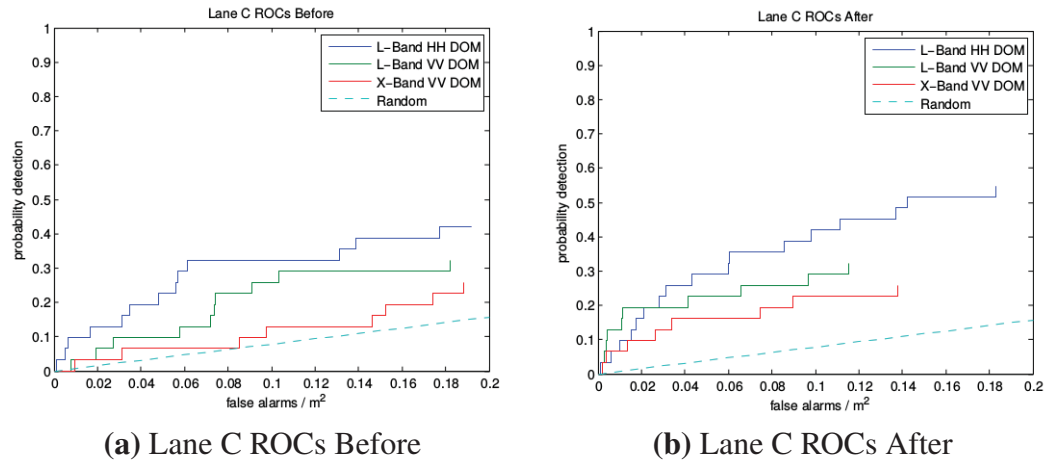 Lane C ROCs Before
L-Band HH DOM
L-Band VV DOM
X-Band VV DOM
Random
probability detection
1
0.9
0.8
0.7
0.6
0.5
0.4
0.3
0.2
0.1
0
0 0.02 0.04 0.06 0.08 0.1 0.12 0.14 0.16 0.18 0.2
false alarms / m²
(a) Lane C ROCs Before
Lane C ROCs After
L-Band HH DOM
L-Band VV DOM
X-Band VV DOM
Random
probability detection
1
0.9
0.8
0.7
0.6
0.5
0.4
0.3
0.2
0.1
0
0 0.02 0.04 0.06 0.08 0.1 0.12 0.14 0.16 0.18 0.2
false alarms / m²
(b) Lane C ROCs After